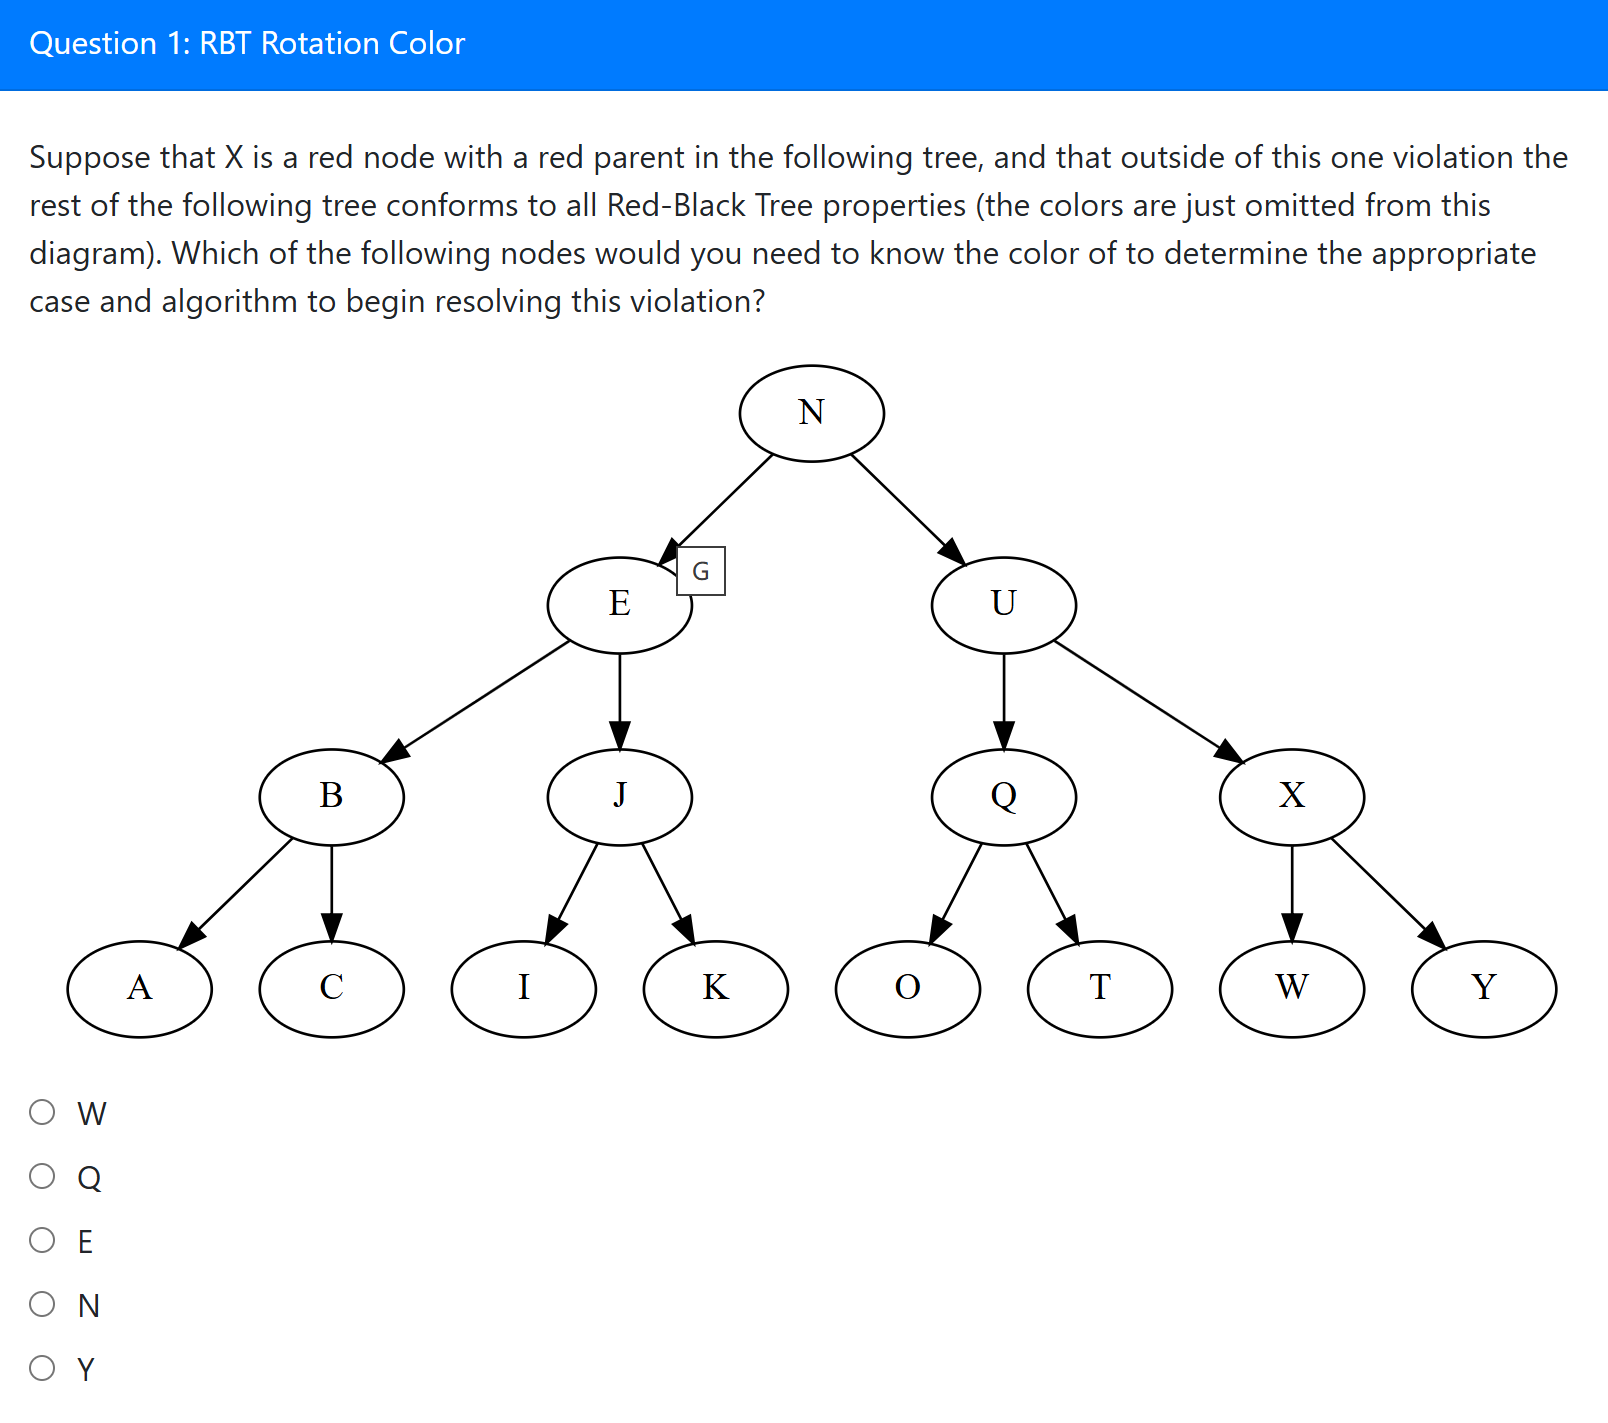 Question 1: RBT Rotation Color
Suppose that X is a red node with a red parent in the following tree, and that outside of this one violation the
rest of the following tree conforms to all Red-Black Tree properties (the colors are just omitted from this
diagram). Which of the following nodes would you need to know the color of to determine the appropriate
case and algorithm to begin resolving this violation?
N
G
E U
B J Q X
A C I K O T W Y
W
Q
E
N
Y